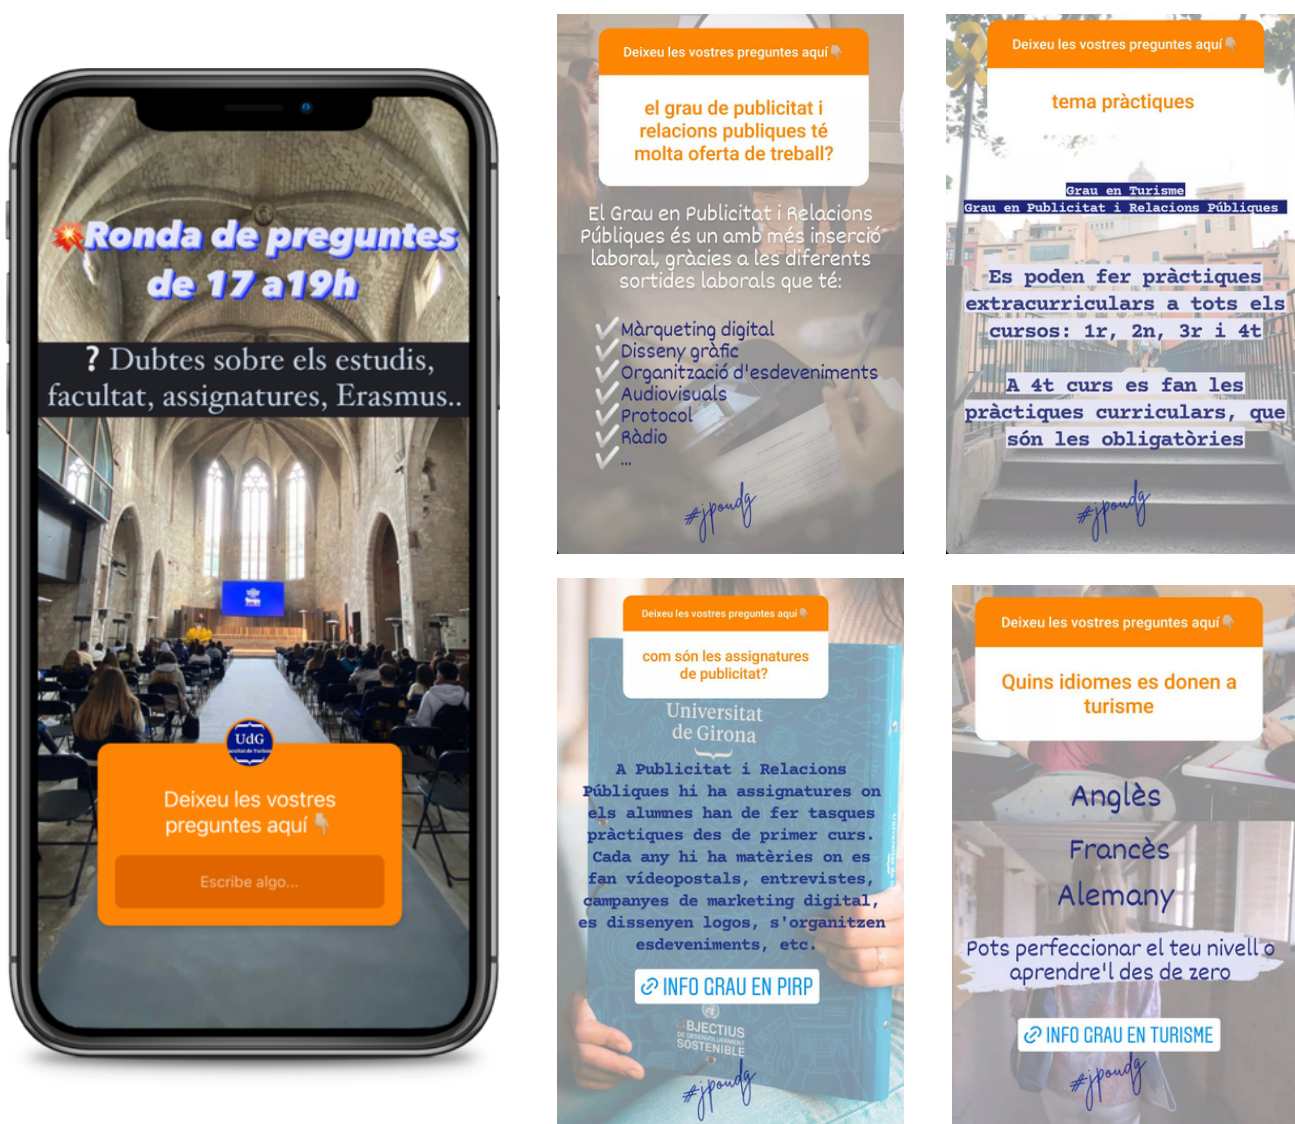 💥Ronda de preguntes
de 17 a19h
❔ Dubtes sobre els estudis,
facultat, assignatures, Erasmus..
UdG
Facultat de Turisme
Deixeu les vostres
preguntes aquí 👇🏼
Escribe algo...
Deixeu les vostres preguntes aquí👇🏼
el grau de publicitat i
relacions publiques té
molta oferta de treball?
El Grau en Publicitat i Relacions
Públiques és un amb més inserció
laboral, gràcies a les diferents
sortides laborals que té:
✓Màrqueting digital
✓Disseny gràfic
✓Organització d'esdeveniments
✓Audiovisuals
✓Protocol
✓Ràdio
✓...
#jpoudg
Deixeu les vostres preguntes aquí👇🏼
tema pràctiques
Grau en Turisme
Grau en Publicitat i Relacions Públiques
Es poden fer pràctiques
extracurriculars a tots els
cursos: 1r, 2n, 3r i 4t
A 4t curs es fan les
pràctiques curriculars, que
són les obligatòries
#jpoudg
Deixeu les vostres preguntes aquí👇🏼
com són les assignatures
de publicitat?
Universitat
de Girona
A Publicitat i Relacions
Públiques hi ha assignatures on
els alumnes han de fer tasques
pràctiques des de primer curs.
Cada any hi ha matèries on es
fan vídeopostals, entrevistes,
campanyes de marketing digital,
es dissenyen logos, s'organitzen
esdeveniments, etc.
INFO GRAU EN PIRP
OBJECTIUS
DE DESENVOLUPAMENT
SOSTENIBLE
#jpoudg
Deixeu les vostres preguntes aquí👇🏼
Quins idiomes es donen a
turisme
Anglès
Francès
Alemany
Pots perfeccionar el teu nivell o
aprendre'l des de zero
INFO GRAU EN TURISME
#jpoudg